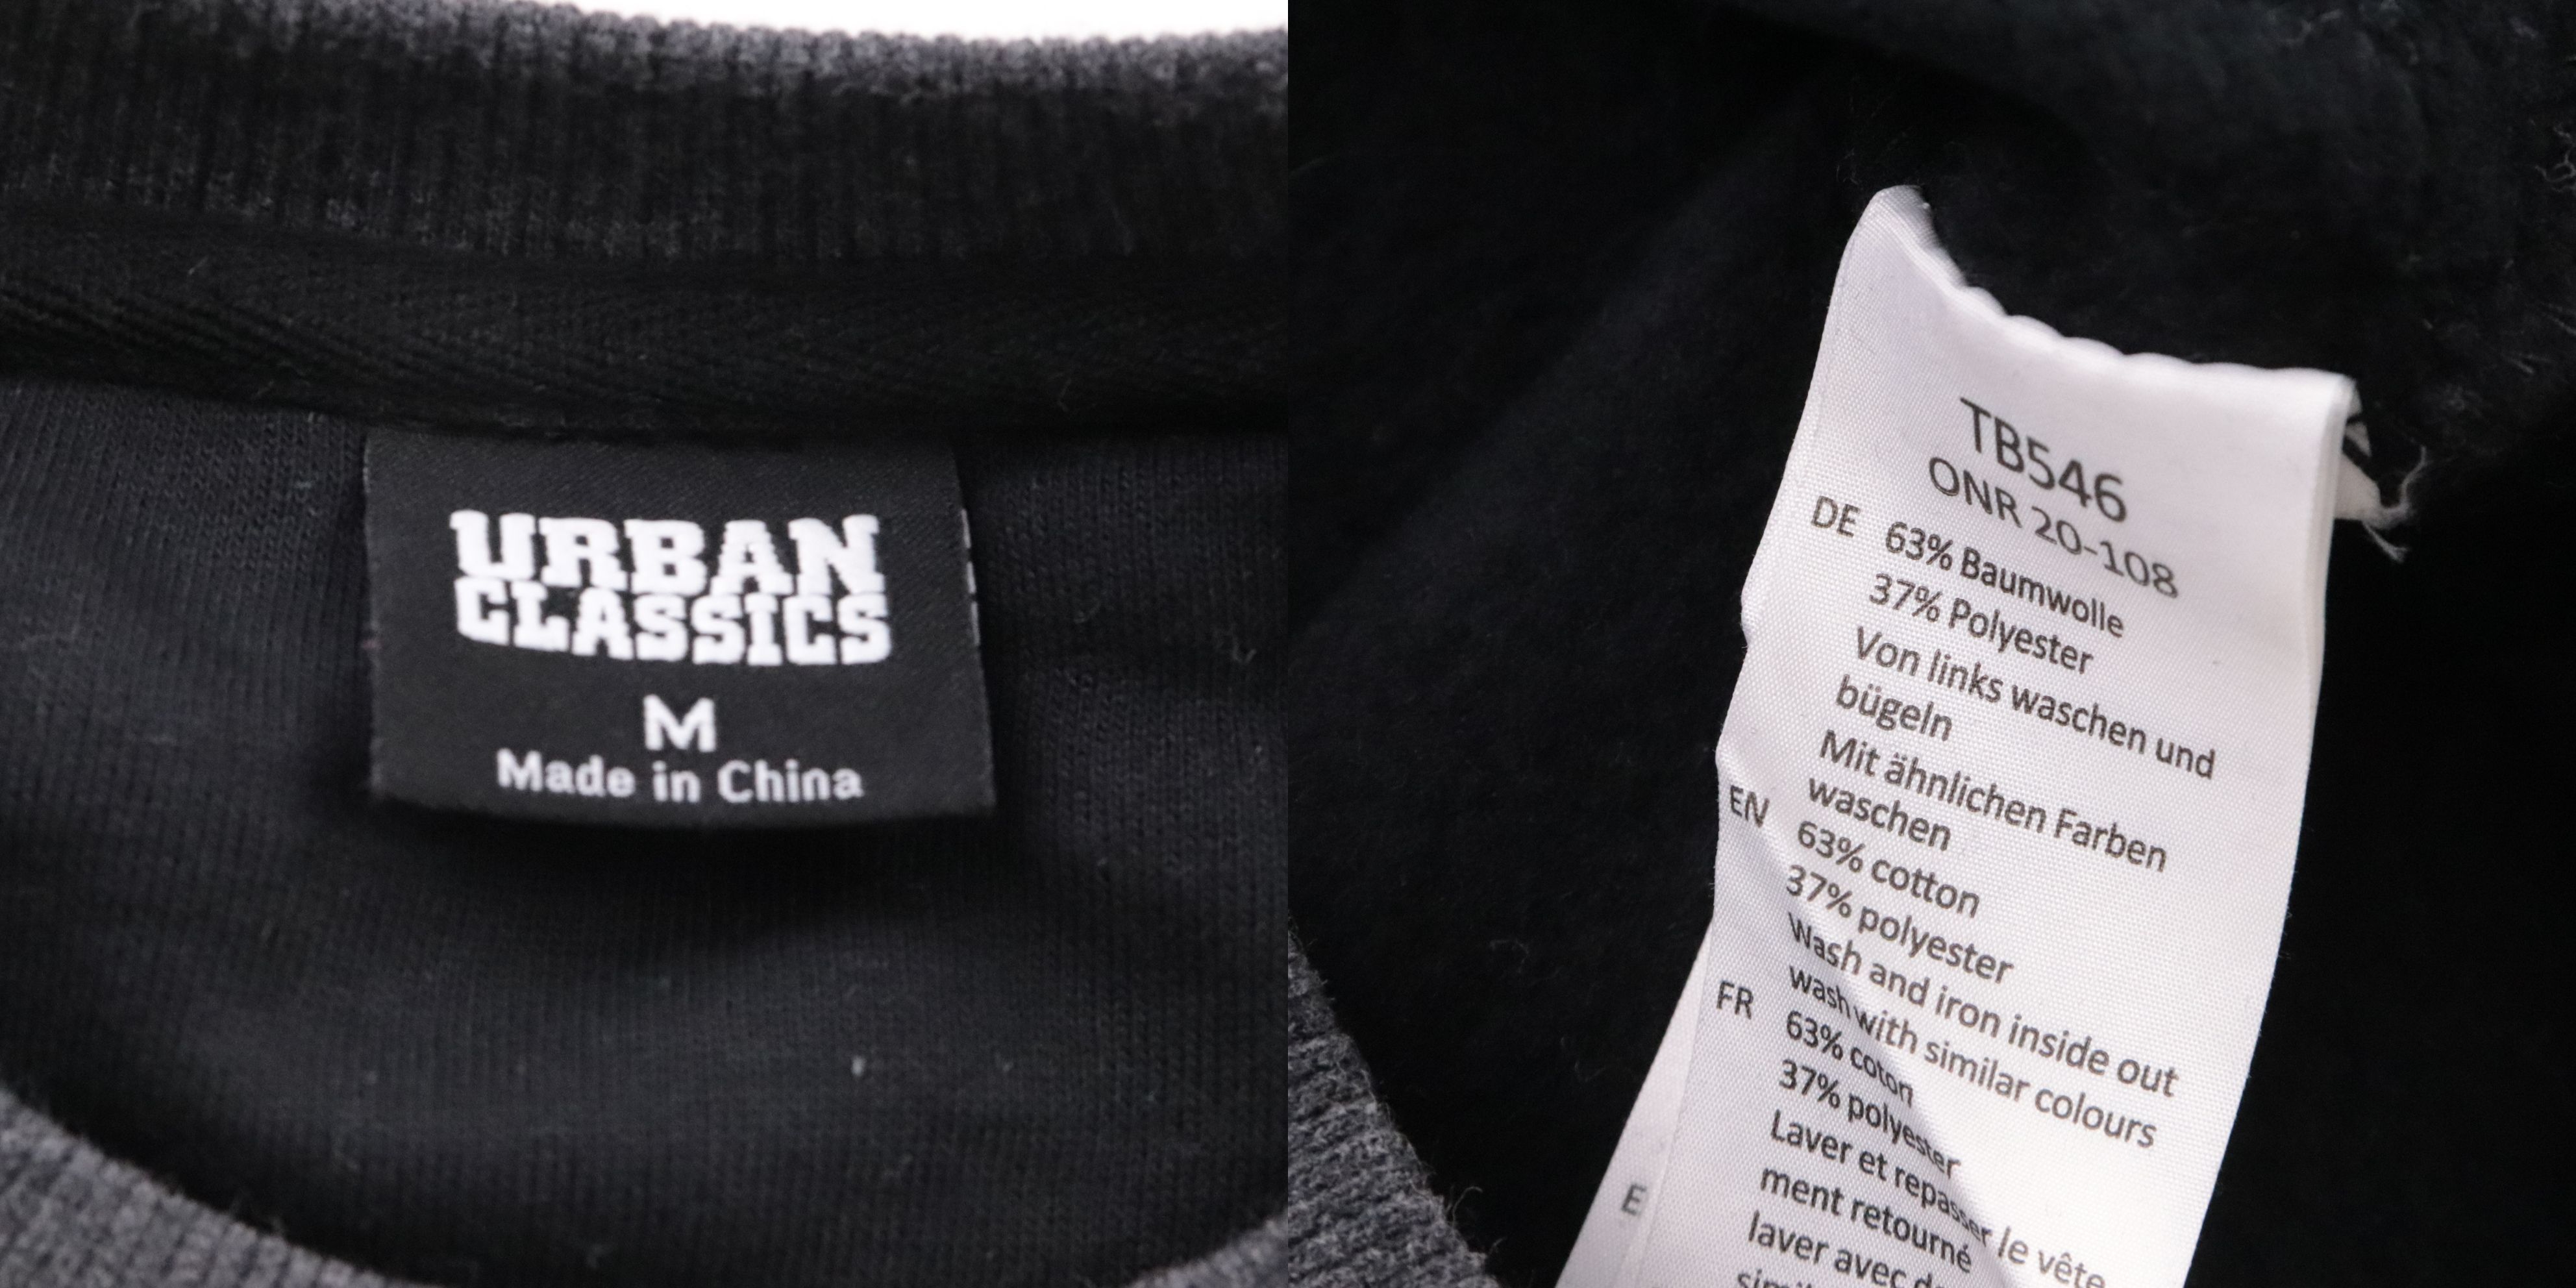 URBAN
CLASSICS
M
Made in China
TB546
ONR 20-108
DE 63% Baumwolle
37% Polyester
Von links waschen und
bügeln
Mit ähnlichen Farben
waschen
EN 63% cotton
37% polyester
Wash and iron inside out
wash with similar colours
FR 63% coton
37% polyester
Laver et repasser le vête
ment retourné
laver avec
E